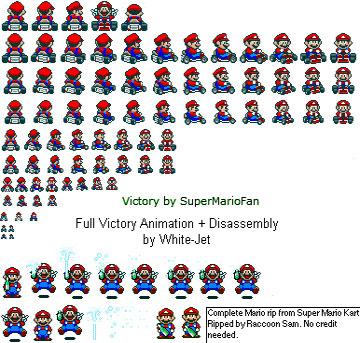 Victory by SuperMarioFan
Full Victory Animation + Disassembly
by White-Jet
Complete Mario rip from Super Mario Kart
Ripped by Raccoon Sam. No credit
needed.